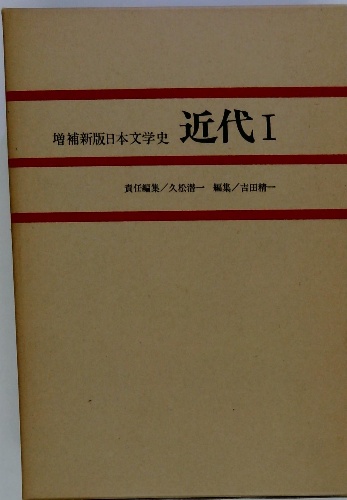 増補新版日本文学史 近代Ⅰ
責任編集/久松潜一 編集/吉田精一